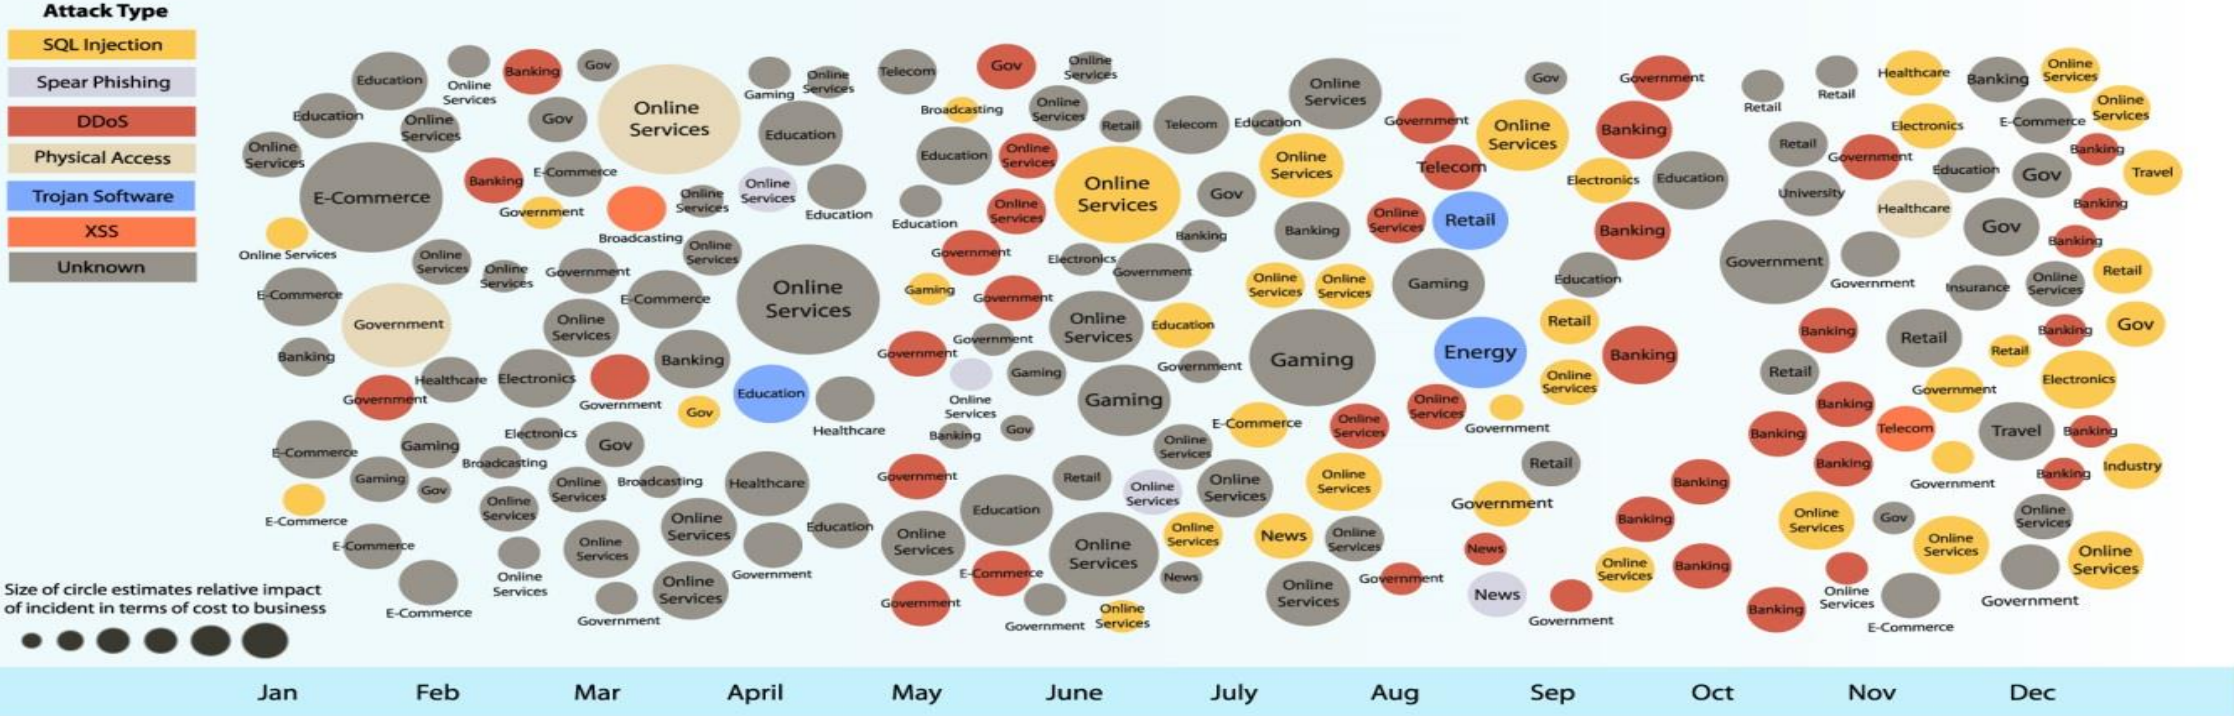 Attack Type
SQL Injection
Spear Phishing
DDoS
Physical Access
Trojan Software
XSS
Unknown
Size of circle estimates relative impact
of incident in terms of cost to business
Education
Online
Services
Banking
Gov
Education
Online
Services
Gov
Online
Services
Online
Services
E-Commerce
Banking
E-Commerce
Government
Online Services
Broadcasting
Online
Services
Online
Services
Government
Online
Services
E-Commerce
E-Commerce
Government
Online
Services
Banking
Healthcare
Electronics
Banking
Government
Government
Gov
E-Commerce
Gaming
Electronics
Gov
Broadcasting
Gaming
Gov
Online
Services
Broadcasting
E-Commerce
Online
Services
E-Commerce
Online
Services
Online
Services
Online
Services
E-Commerce
Government
Online
Services
Gaming
Online
Services
Education
Online
Services
Online
Services
Education
Online
Services
Education
Healthcare
Healthcare
Education
Government
Telecom
Gov
Online
Services
Broadcasting
Online
Services
Retail
Telecom
Education
Online
Services
Education
Online
Services
Online
Services
Online
Services
Gov
Education
Online
Services
Government
Electronics
Banking
Government
Banking
Gaming
Government
Online
Services
Online
Services
Online
Services
Education
Government
Government
Gaming
Government
Gaming
Gaming
Online
Services
Banking
Gov
E-Commerce
Online
Services
Online
Services
Government
Retail
Online
Services
Online
Services
Online
Services
Education
Online
Services
Online
Services
Online
Services
News
Online
Services
E-Commerce
News
Online
Services
Government
Government
Online
Services
Government
Online
Services
Telecom
Online
Services
Retail
Gaming
Energy
Online
Services
Government
Government
Gov
Government
Banking
Electronics
Education
Banking
Education
Retail
Online
Services
Banking
Retail
Government
Banking
Banking
News
Online
Services
Banking
News
Government
Retail
Retail
Healthcare
Banking
Online
Services
Electronics
E-Commerce
Online
Services
Retail
Government
Education
Gov
Banking
Travel
University
Healthcare
Banking
Gov
Banking
Government
Government
Insurance
Online
Services
Retail
Banking
Retail
Retail
Banking
Gov
Retail
Government
Electronics
Banking
Banking
Telecom
Travel
Banking
Banking
Government
Banking
Industry
Online
Services
Gov
Online
Services
Online
Services
Online
Services
Online
Services
Banking
E-Commerce
Government
Jan
Feb
Mar
April
May
June
July
Aug
Sep
Oct
Nov
Dec